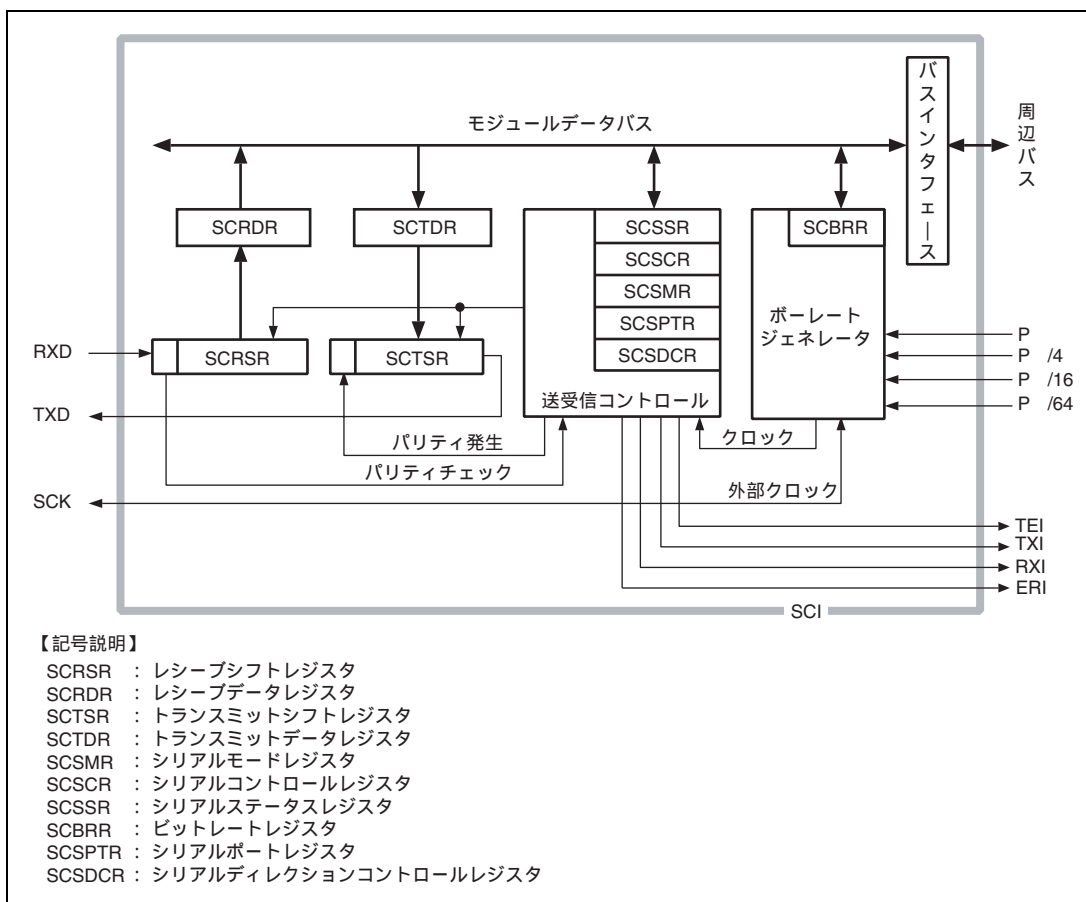 モジュールデータバス
バスインタフェース
周辺バス
SCRDR
SCTDR
SCSSR
SCSCR
SCSMR
SCSPTR
SCSDCR
SCBRR
ボーレート
ジェネレータ
RXD
SCRSR
SCTSR
P
P /4
P /16
P /64
TXD
送受信コントロール
パリティ発生
クロック
パリティチェック
SCK
外部クロック
TEI
TXI
RXI
ERI
SCI
【記号説明】
SCRSR : レシーブシフトレジスタ
SCRDR : レシーブデータレジスタ
SCTSR : トランスミットシフトレジスタ
SCTDR : トランスミットデータレジスタ
SCSMR : シリアルモードレジスタ
SCSCR : シリアルコントロールレジスタ
SCSSR : シリアルステータスレジスタ
SCBRR : ビットレートレジスタ
SCSPTR : シリアルポートレジスタ
SCSDCR : シリアルディレクションコントロールレジスタ